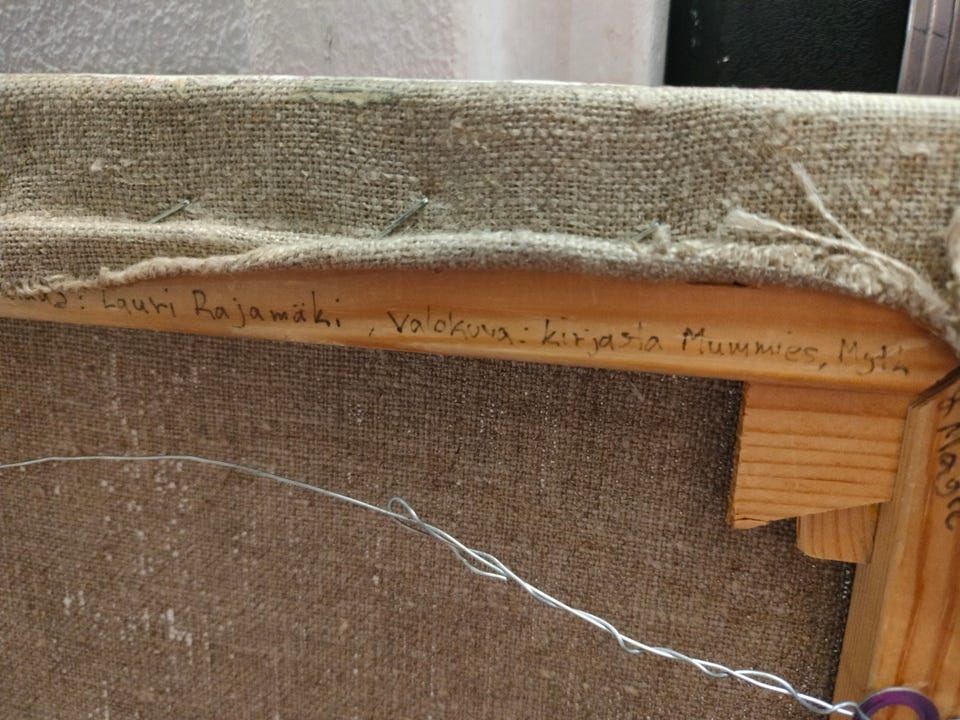 : Lauri Rajamäki , Valokuva: kirjasta Mummies, Myth
& Magic